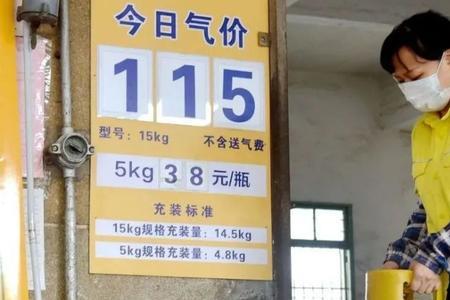 今日气价
115
型号：15kg 不含送气费
5kg 38 元/瓶
充装标准
15kg规格充装量：14.5kg
5kg规格充装量：4.8kg